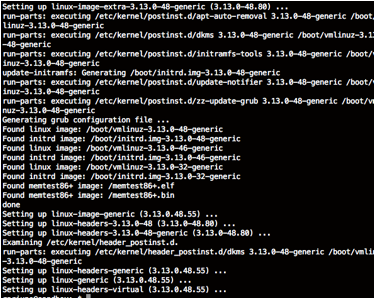 Setting up linux-image-extra-3.13.0-48-generic (3.13.0-48.80) ...
run-parts: executing /etc/kernel/postinst.d/apt-auto-removal 3.13.0-48-generic /boot/
linuz-3.13.0-48-generic
run-parts: executing /etc/kernel/postinst.d/dkms 3.13.0-48-generic /boot/vmlinuz-3.13
-48-generic
run-parts: executing /etc/kernel/postinst.d/initramfs-tools 3.13.0-48-generic /boot/v
inuz-3.13.0-48-generic
update-initramfs: Generating /boot/initrd.img-3.13.0-48-generic
run-parts: executing /etc/kernel/postinst.d/update-notifier 3.13.0-48-generic /boot/v
inuz-3.13.0-48-generic
run-parts: executing /etc/kernel/postinst.d/zz-update-grub 3.13.0-48-generic /boot/vm
nuz-3.13.0-48-generic
Generating grub configuration file ...
Found linux image: /boot/vmlinuz-3.13.0-48-generic
Found initrd image: /boot/initrd.img-3.13.0-48-generic
Found linux image: /boot/vmlinuz-3.13.0-46-generic
Found initrd image: /boot/initrd.img-3.13.0-46-generic
Found linux image: /boot/vmlinuz-3.13.0-32-generic
Found initrd image: /boot/initrd.img-3.13.0-32-generic
Found memtest86+ image: /memtest86+.elf
Found memtest86+ image: /memtest86+.bin
done
Setting up linux-image-generic (3.13.0.48.55) ...
Setting up linux-headers-3.13.0-48 (3.13.0-48.80) ...
Setting up linux-headers-3.13.0-48-generic (3.13.0-48.80) ...
Examining /etc/kernel/header_postinst.d.
run-parts: executing /etc/kernel/header_postinst.d/dkms 3.13.0-48-generic /boot/vmlin
-3.13.0-48-generic
Setting up linux-headers-generic (3.13.0.48.55) ...
Setting up linux-generic (3.13.0.48.55) ...
Setting up linux-headers-virtual (3.13.0.48.55) ...